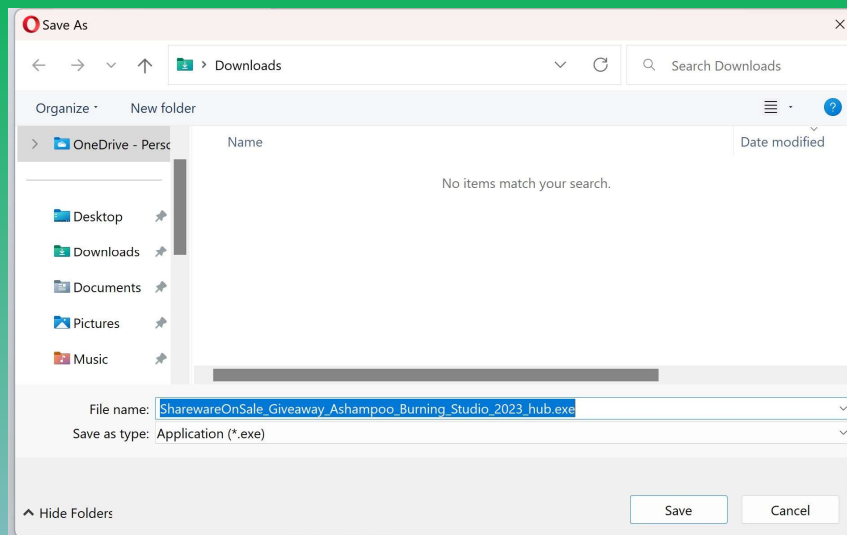 Save As
Downloads
Search Downloads
Organize
New folder
?
OneDrive - Persc
Name
Date modified
No items match your search.
Desktop
Downloads
Documents
Pictures
Music
File name: SharewareOnSale_Giveaway_Ashampoo_Burning_Studio_2023_hub.exe
Save as type: Application (*.exe)
Hide Folders
Save
Cancel